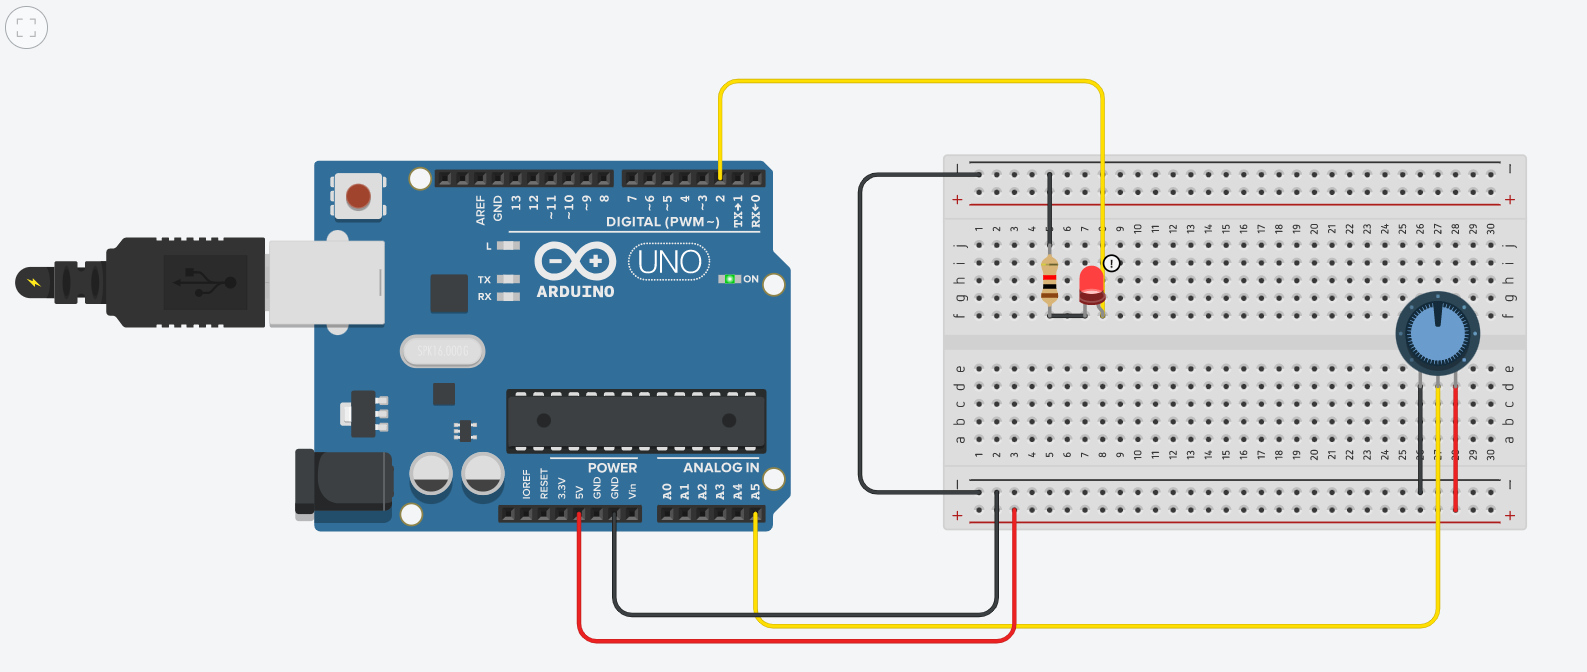 AREF
GND
13
12
~11
~10
~9
8
7
~6
~5
4
~3
2
TX→1
RX←0
DIGITAL (PWM ~)
L
TX
RX
ARDUINO
UNO
ON
POWER
ANALOG IN
IOREF
RESET
3.3V
5V
GND
GND
Vin
A0
A1
A2
A3
A4
A5
− −
+ +
1 2 3 4 5 6 7 8 9 10 11 12 13 14 15 16 17 18 19 20 21 22 23 24 25 26 27 28 29 30
j j
i i
h h
g g
f f
!
e e
d d
c c
b b
a a
1 2 3 4 5 6 7 8 9 10 11 12 13 14 15 16 17 18 19 20 21 22 23 24 25 26 27 28 29 30
− −
+ +